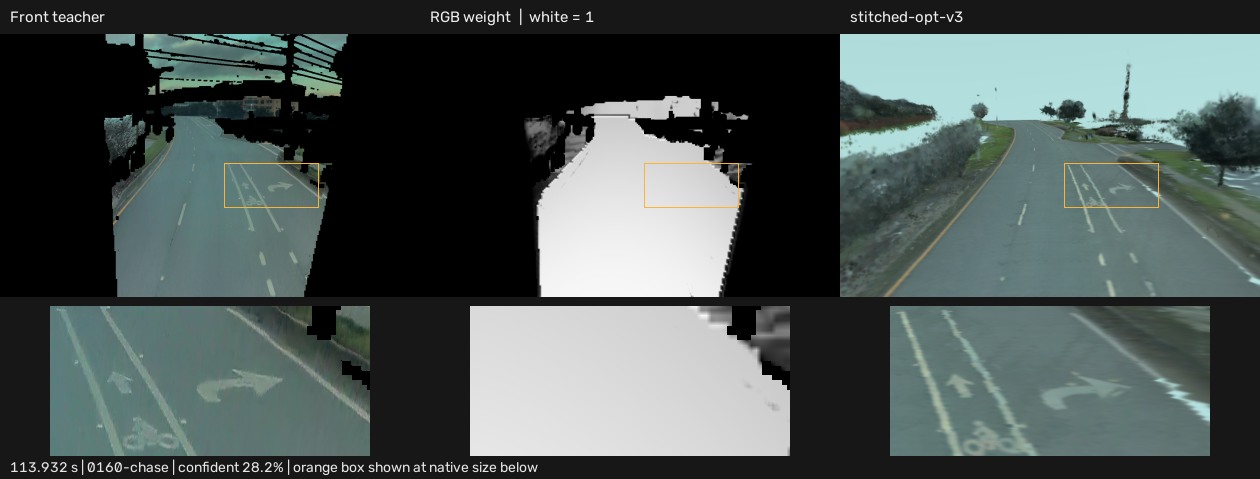 Front teacher
RGB weight | white = 1
stitched-opt-v3
113.932 s | 0160-chase | confident 28.2% | orange box shown at native size below